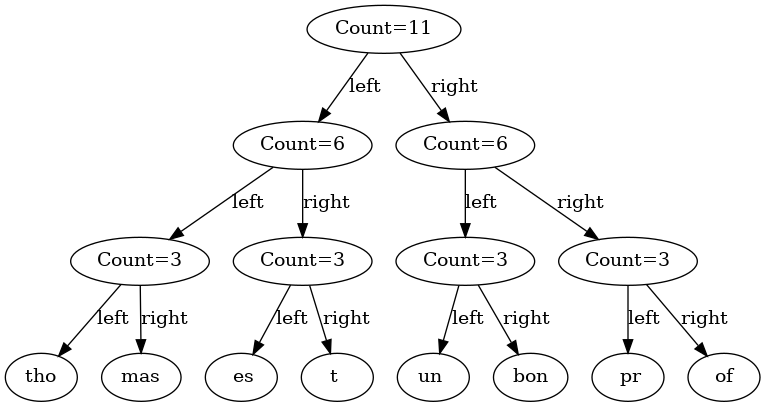 Count=11
left right
Count=6 Count=6
left right left right
Count=3 Count=3 Count=3 Count=3
left right left right left right left right
tho mas es t un bon pr of